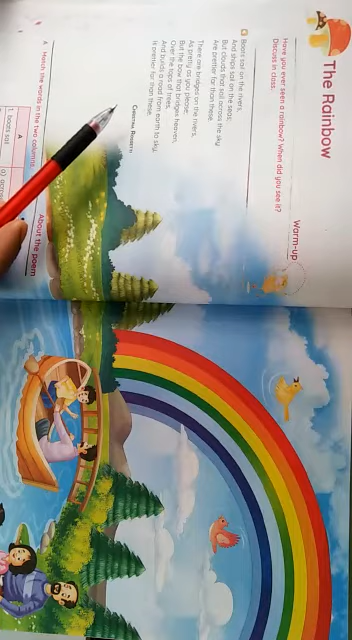 The Rainbow
Warm-up
Have you ever seen a rainbow? When did you see it?
Discuss in class.
Boats sail on the rivers,
And ships sail on the seas;
But clouds that sail across the sky
Are prettier far than these.
There are bridges on the rivers,
As pretty as you please;
But the bow that bridges heaven,
Over the tops of trees,
And builds a road from earth to sky,
Is prettier far than these.
Christina Rossetti
About the poem
A Match the words in the two columns.
A
1. boats sail